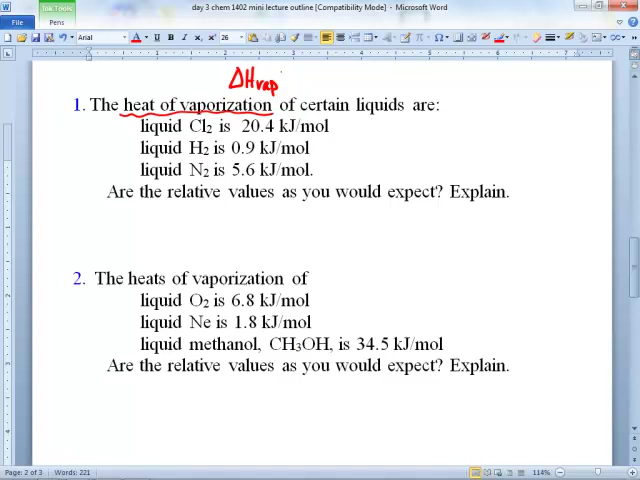 day 3 chem 1402 mini lecture outline [Compatibility Mode] - Microsoft Word
Ink Tools
File
Pens
Arial
26
ΔHvap
1. The heat of vaporization of certain liquids are:
liquid Cl₂ is 20.4 kJ/mol
liquid H₂ is 0.9 kJ/mol
liquid N₂ is 5.6 kJ/mol.
Are the relative values as you would expect? Explain.
2. The heats of vaporization of
liquid O₂ is 6.8 kJ/mol
liquid Ne is 1.8 kJ/mol
liquid methanol, CH₃OH, is 34.5 kJ/mol
Are the relative values as you would expect? Explain.
Page: 2 of 3 Words: 221
114%